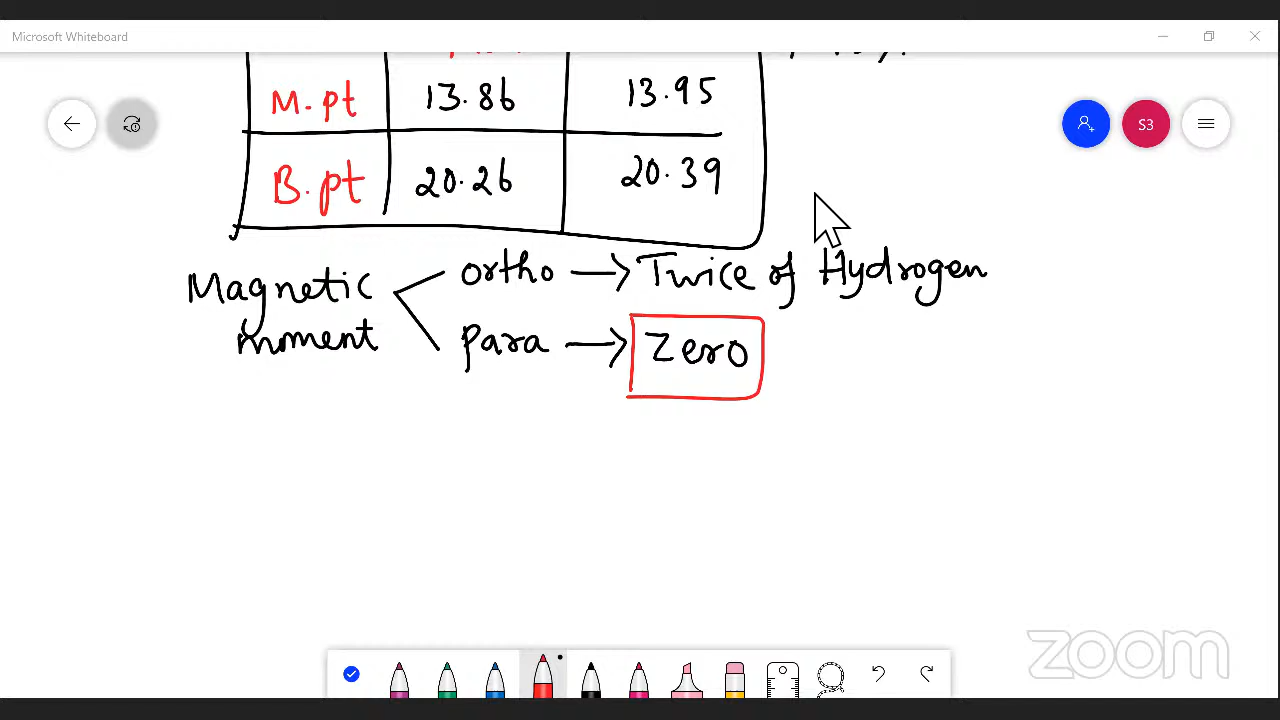 Microsoft Whiteboard
M.pt 13.86 13.95
B.pt 20.26 20.39
S3
Magnetic moment
ortho → Twice of Hydrogen
para → Zero
zoom